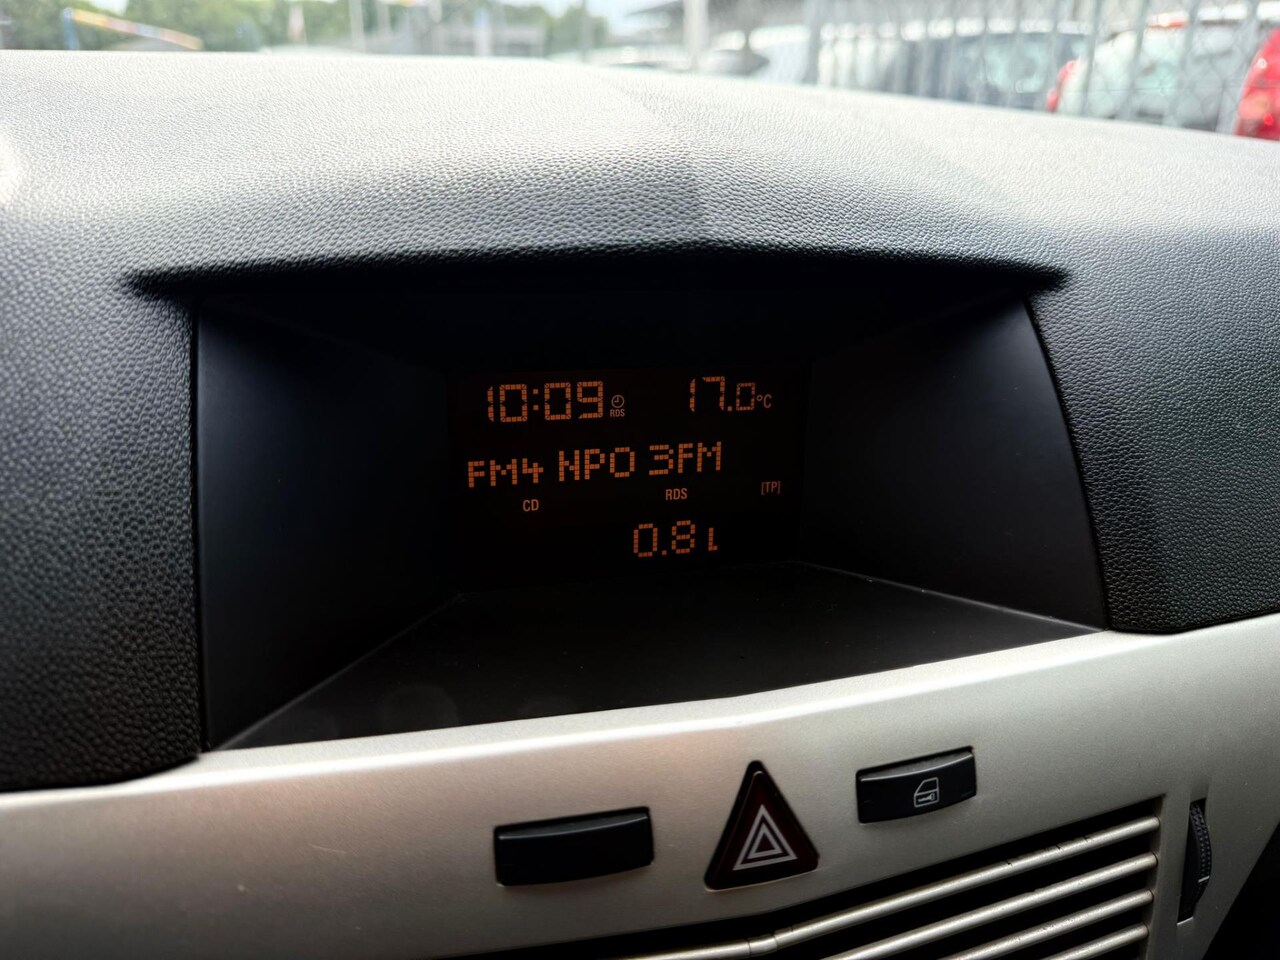 10:09 RDS 17.0°C
FM4 NPO 3FM
CD RDS [TP]
0.8 l